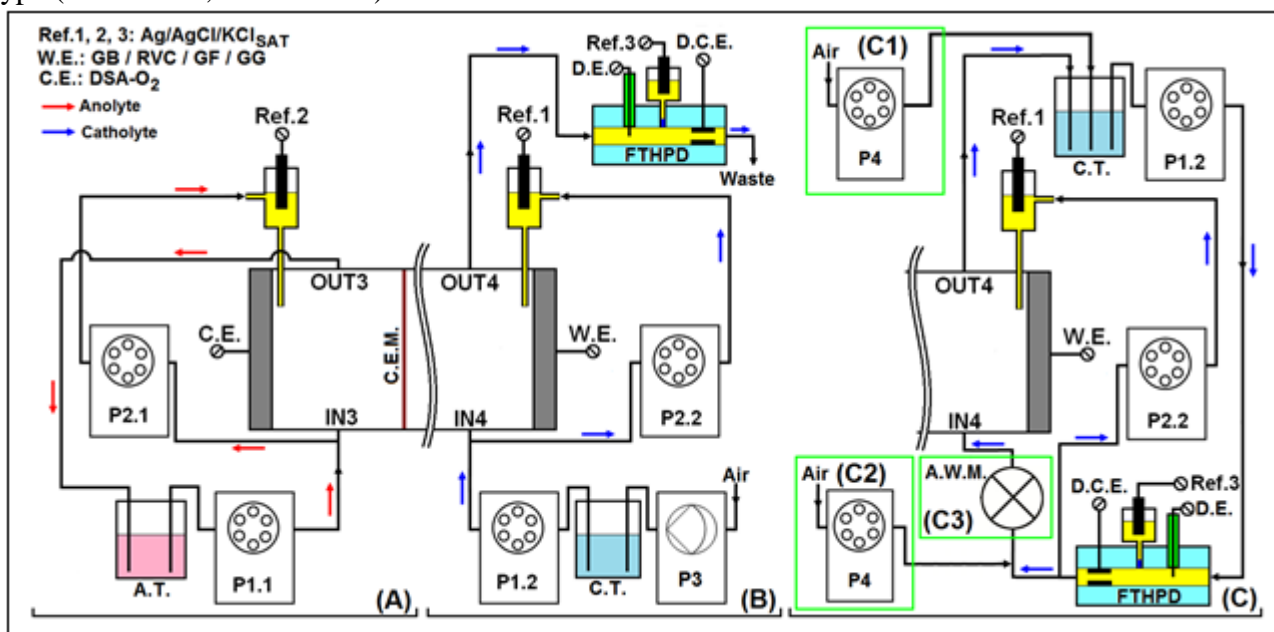 Ref.1, 2, 3: Ag/AgCl/KClSAT
W.E.: GB / RVC / GF / GG
C.E.: DSA-O2
Anolyte
Catholyte
Ref.2
OUT3
C.E.
C.E.M.
P2.1
IN3
A.T.
P1.1
(A)
Ref.3
D.C.E.
D.E.
Ref.1
FTHPD
Waste
OUT4
W.E.
P2.2
IN4
Air
P1.2
C.T.
P3
(B)
Air
(C1)
P4
C.T.
P1.2
Ref.1
OUT4
W.E.
IN4
P2.2
Air
(C2)
A.W.M.
(C3)
P4
D.C.E.
Ref.3
D.E.
FTHPD
(C)